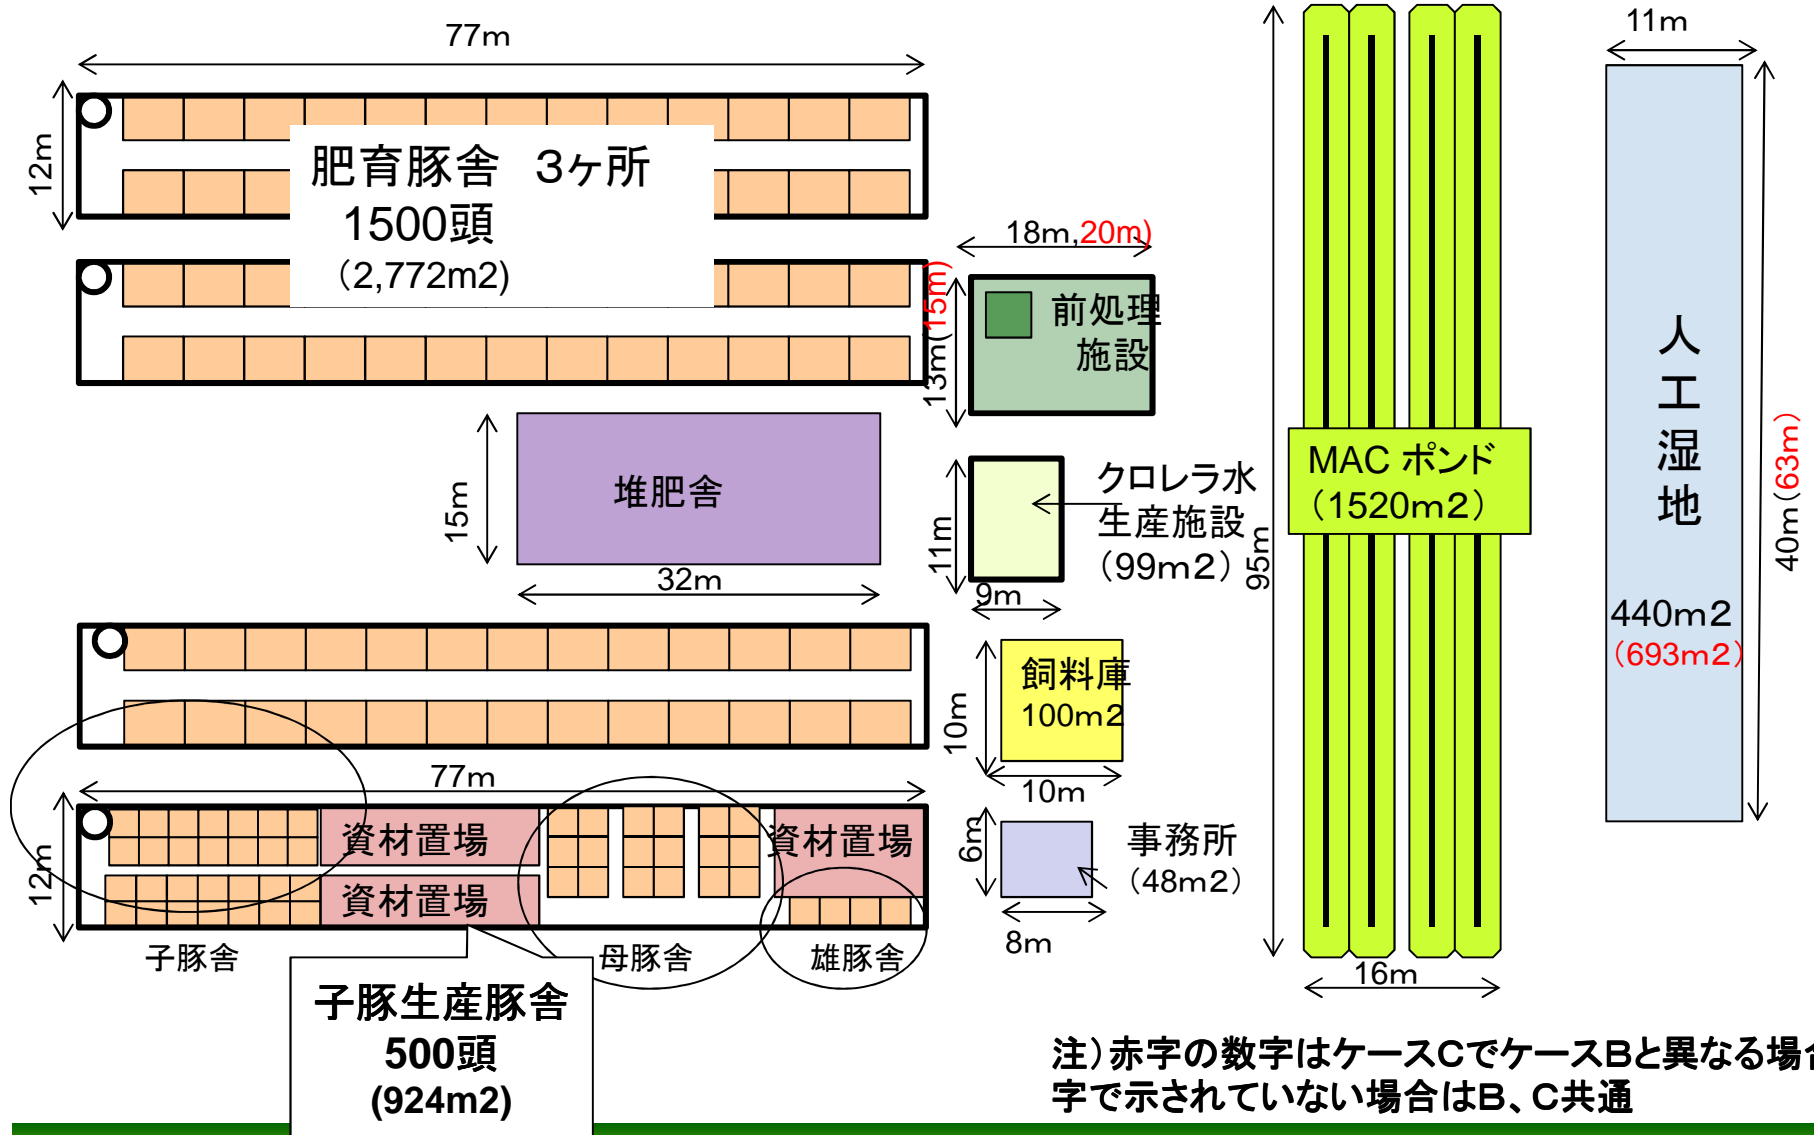 77m
12m
肥育豚舎 3ヶ所
1500頭
(2,772m2)
18m,20m)
13m(15m)
前処理
施設
堆肥舎
15m
32m
クロレラ水
生産施設
(99m2)
11m
9m
飼料庫
100m2
10m
10m
事務所
(48m2)
6m
8m
77m
12m
資材置場
資材置場
資材置場
子豚舎
母豚舎
雄豚舎
子豚生産豚舎
500頭
(924m2)
MAC ポンド
(1520m2)
95m
16m
11m
人
工
湿
地
440m2
(693m2)
40m(63m)
注)赤字の数字はケースCでケースBと異なる場合
字で示されていない場合はB、C共通